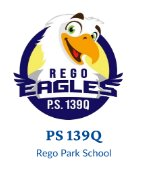 REGO
EAGLES
P.S. 139Q
PS 139Q
Rego Park School